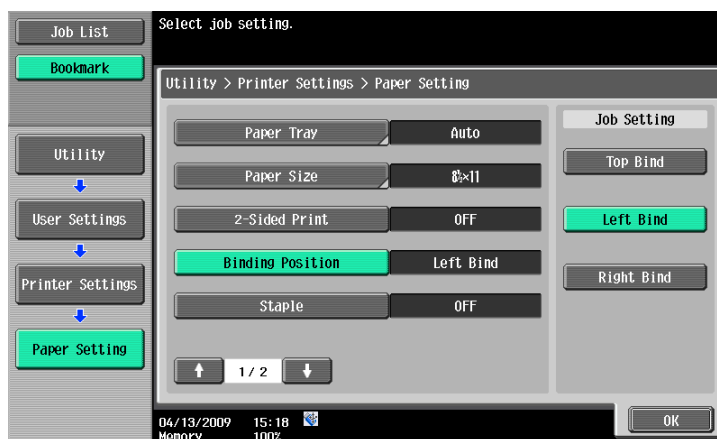 Job List
Bookmark
Select job setting.
Utility > Printer Settings > Paper Setting
Utility
User Settings
Printer Settings
Paper Setting
Paper Tray Auto
Paper Size 8½×11
2-Sided Print OFF
Binding Position Left Bind
Staple OFF
1/2
Job Setting
Top Bind
Left Bind
Right Bind
04/13/2009 15:18
Memory 100%
OK